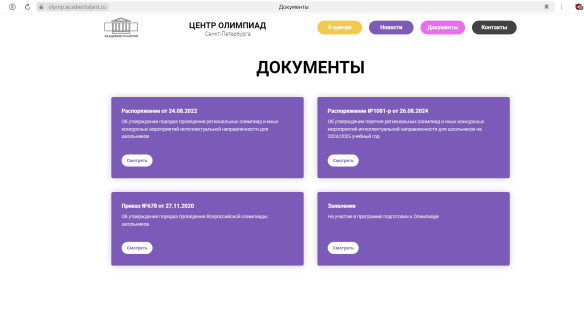 olymp.academtalant.ru
Документы
АКАДЕМИЯ ТАЛАНТОВ
ЦЕНТР ОЛИМПИАД
Санкт-Петербурга
О центре
Новости
Документы
Контакты
ДОКУМЕНТЫ
Распоряжение от 24.08.2022
Об утверждении порядка проведения региональных олимпиад и иных
конкурсных мероприятий интеллектуальной направленности для
школьников
Смотреть
Распоряжение №1081-р от 26.08.2024
Об утверждении перечня региональных олимпиад и иных конкурсных
мероприятий интеллектуальной направленности для школьников на
2024/2025 учебный год
Смотреть
Приказ №678 от 27.11.2020
Об утверждении порядка проведения Всероссийской олимпиады
школьников
Смотреть
Заявление
На участие в программе подготовки к Олимпиаде
Смотреть